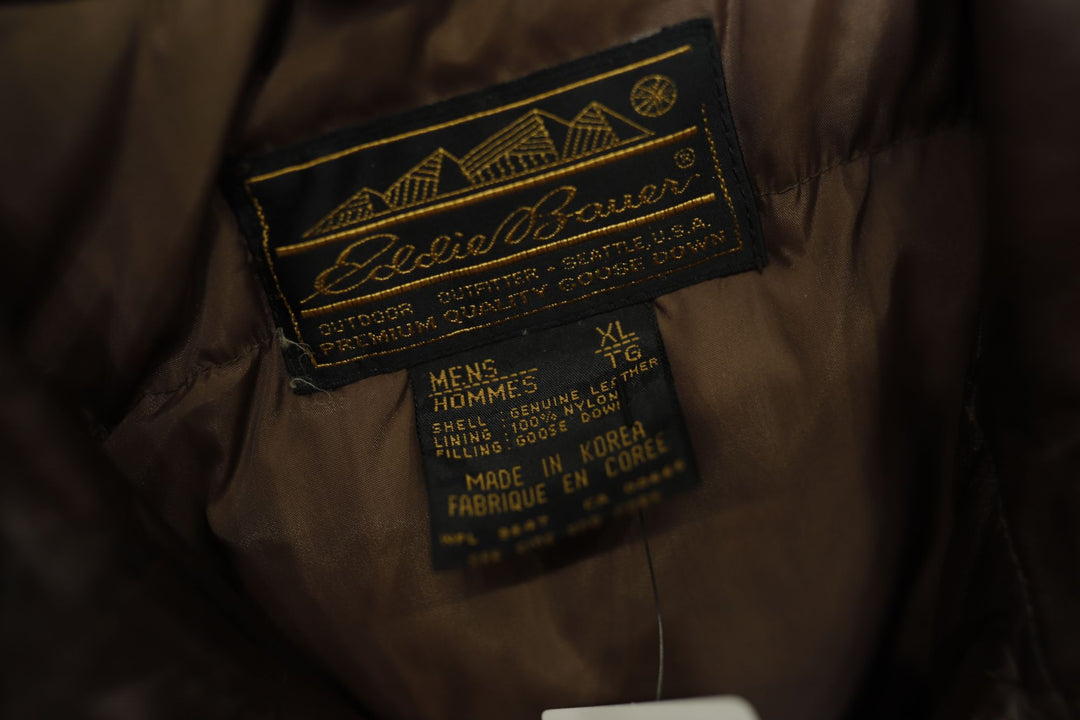 Eddie Bauer®
OUTDOOR OUTFITTER - SEATTLE, U.S.A.
PREMIUM QUALITY GOOSE DOWN
MENS XL
HOMMES TG
SHELL : GENUINE LEATHER
LINING : 100% NYLON
FILLING : GOOSE DOWN
MADE IN KOREA
FABRIQUE EN COREE
CA